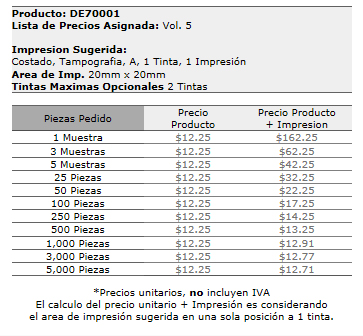 Producto: DE70001
Lista de Precios Asignada: Vol. 5
Impresion Sugerida:
Costado, Tampografia, A, 1 Tinta, 1 Impresión
Area de Imp. 20mm x 20mm
Tintas Maximas Opcionales 2 Tintas
Piezas Pedido Precio Producto Precio Producto + Impresion
1 Muestra $12.25 $162.25
3 Muestras $12.25 $62.25
5 Muestras $12.25 $42.25
25 Piezas $12.25 $32.25
50 Piezas $12.25 $22.25
100 Piezas $12.25 $17.25
250 Piezas $12.25 $14.25
500 Piezas $12.25 $13.25
1,000 Piezas $12.25 $12.91
3,000 Piezas $12.25 $12.77
5,000 Piezas $12.25 $12.71
*Precios unitarios, no incluyen IVA
El calculo del precio unitario + Impresión es considerando
el area de impresión sugerida en una sola posición a 1 tinta.